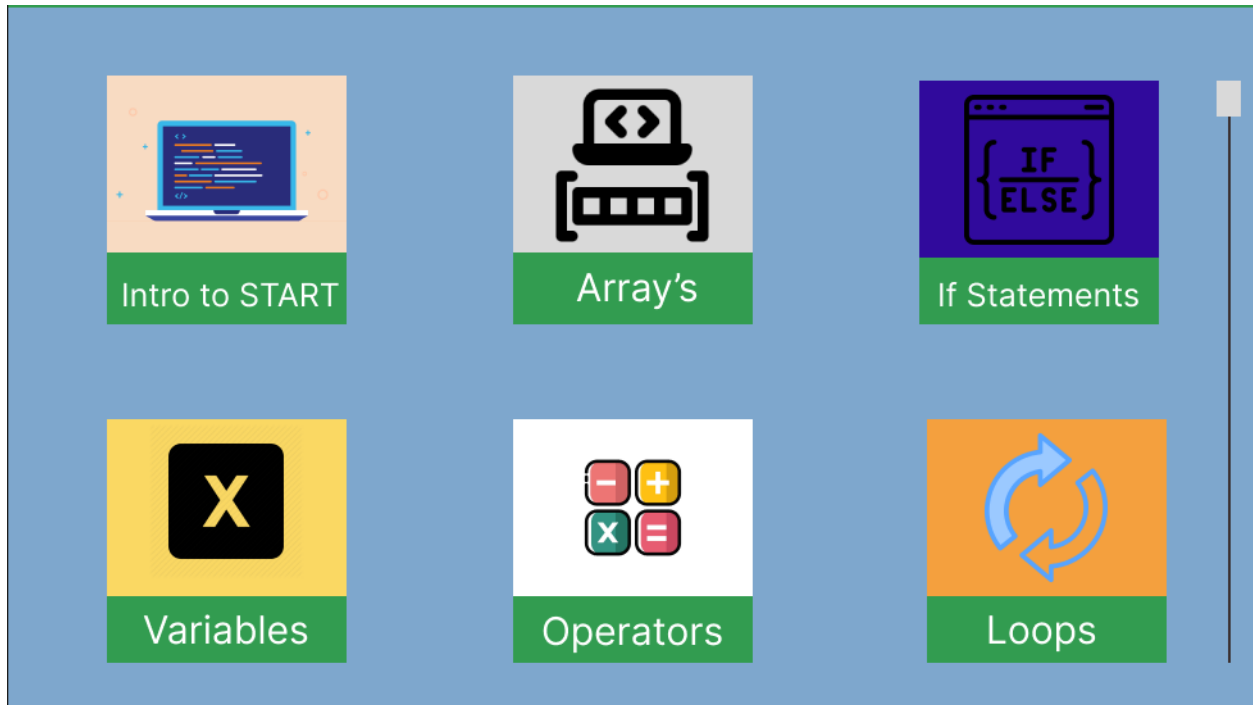 < >
</>
< >
IF
ELSE
Intro to START
Array’s
If Statements
X
- +
x =
Variables
Operators
Loops